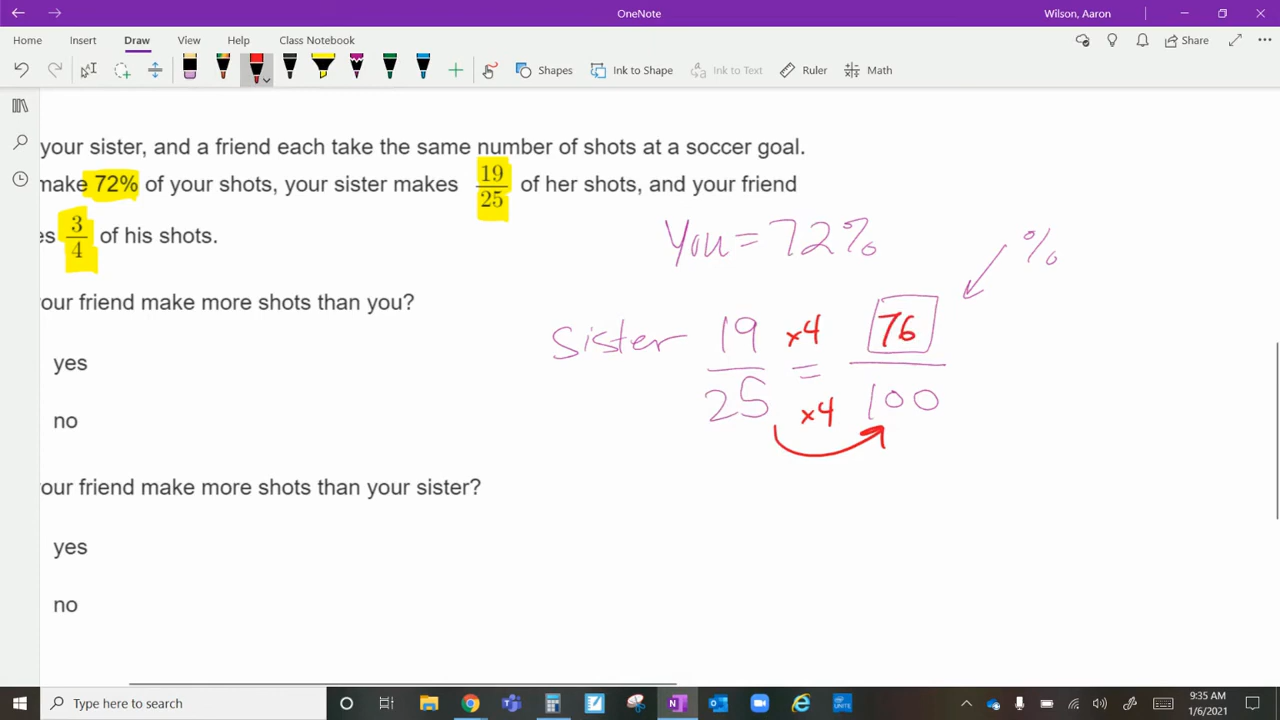 OneNote
Wilson, Aaron
Home Insert Draw View Help Class Notebook
Share
Shapes
Ink to Shape
Ink to Text
Ruler
Math
your sister, and a friend each take the same number of shots at a soccer goal.
make 72% of your shots, your sister makes 19/25 of her shots, and your friend
es 3/4 of his shots.
You = 72%
%
our friend make more shots than you?
Sister 19 ×4 76
=
25 ×4 100
yes
no
our friend make more shots than your sister?
yes
no
Type here to search
UNITE
9:35 AM
1/6/2021